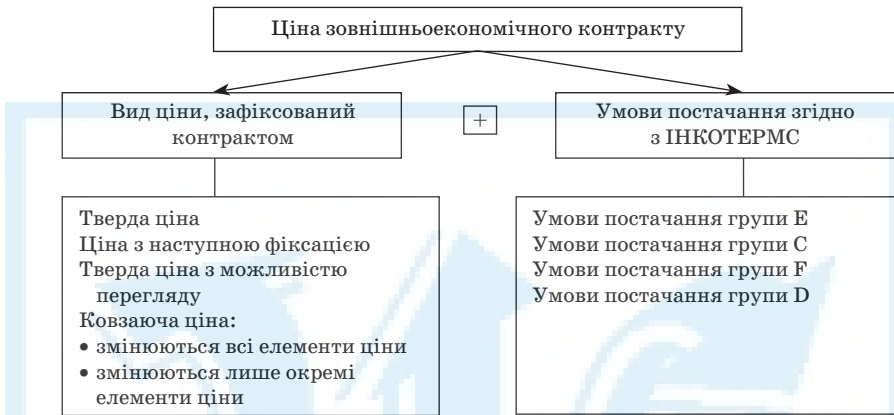 Ціна зовнішньоекономічного контракту
Вид ціни, зафіксований
контрактом
+
Умови постачання згідно
з ІНКОТЕРМС
Тверда ціна
Ціна з наступною фіксацією
Тверда ціна з можливістю
перегляду
Ковзаюча ціна:
• змінюються всі елементи ціни
• змінюються лише окремі
елементи ціни
Умови постачання групи E
Умови постачання групи C
Умови постачання групи F
Умови постачання групи D